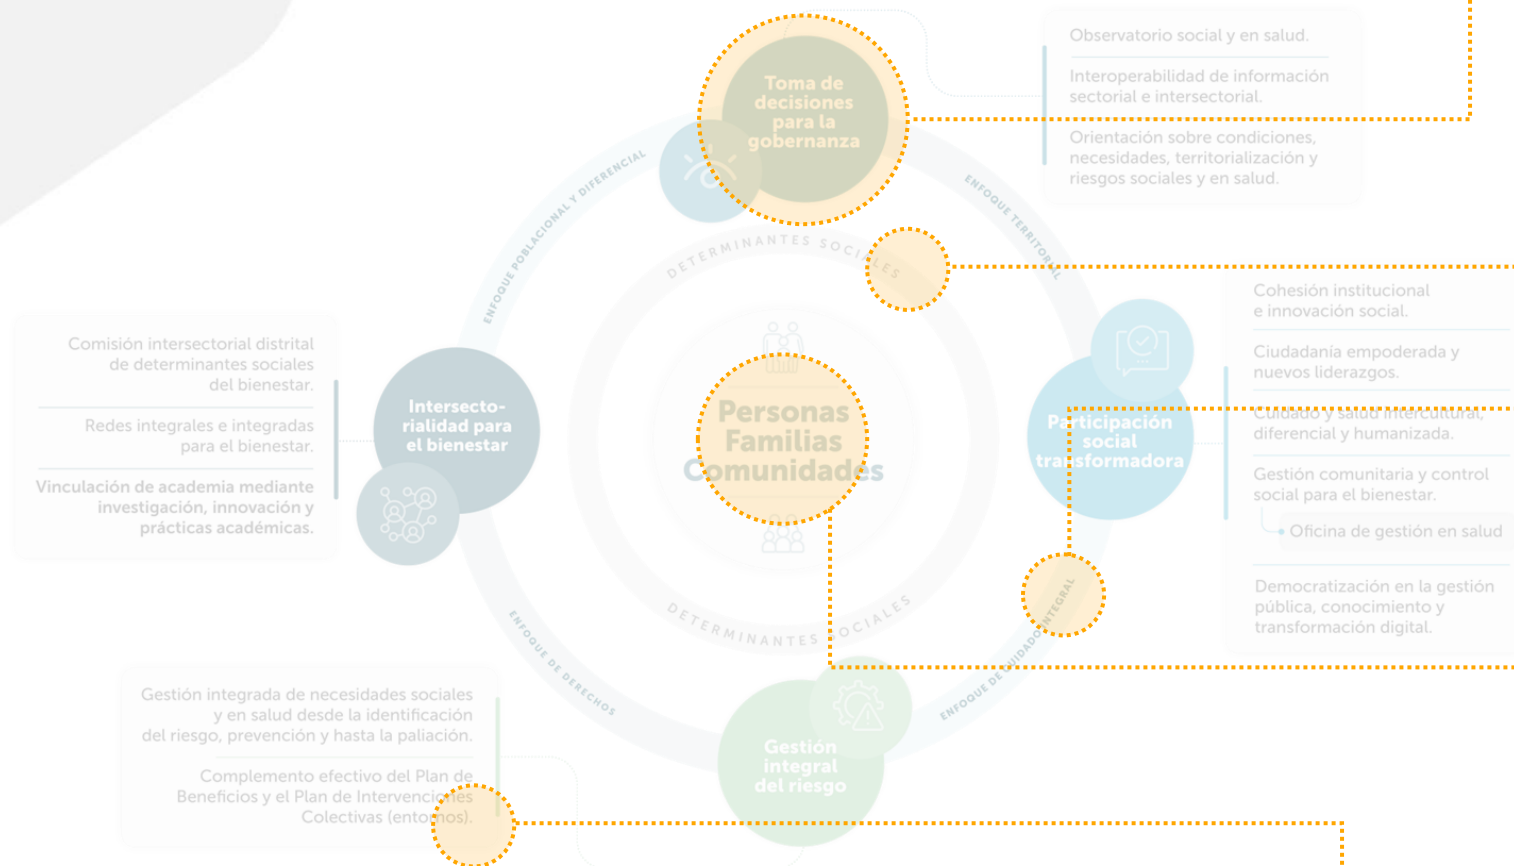 Toma de
decisiones
para la
gobernanza
Observatorio social y en salud.
Interoperabilidad de información
sectorial e intersectorial.
Orientación sobre condiciones,
necesidades, territorialización y
riesgos sociales y en salud.
ENFOQUE POBLACIONAL Y DIFERENCIAL
ENFOQUE TERRITORIAL
DETERMINANTES SOCIALES
Comisión intersectorial distrital
de determinantes sociales
del bienestar.
Redes integrales e integradas
para el bienestar.
Vinculación de academia mediante
investigación, innovación y
prácticas académicas.
Intersecto-
rialidad para
el bienestar
Personas
Familias
Comunidades
Participación
social
transformadora
Cohesión institucional
e innovación social.
Ciudadanía empoderada y
nuevos liderazgos.
Cuidado y salud intercultural,
diferencial y humanizada.
Gestión comunitaria y control
social para el bienestar.
Oficina de gestión en salud
Democratización en la gestión
pública, conocimiento y
transformación digital.
DETERMINANTES SOCIALES
ENFOQUE DE DERECHOS
ENFOQUE DE CUIDADO INTEGRAL
Gestión integrada de necesidades sociales
y en salud desde la identificación
del riesgo, prevención y hasta la paliación.
Complemento efectivo del Plan de
Beneficios y el Plan de Intervenciones
Colectivas (entornos).
Gestión
integral
del riesgo